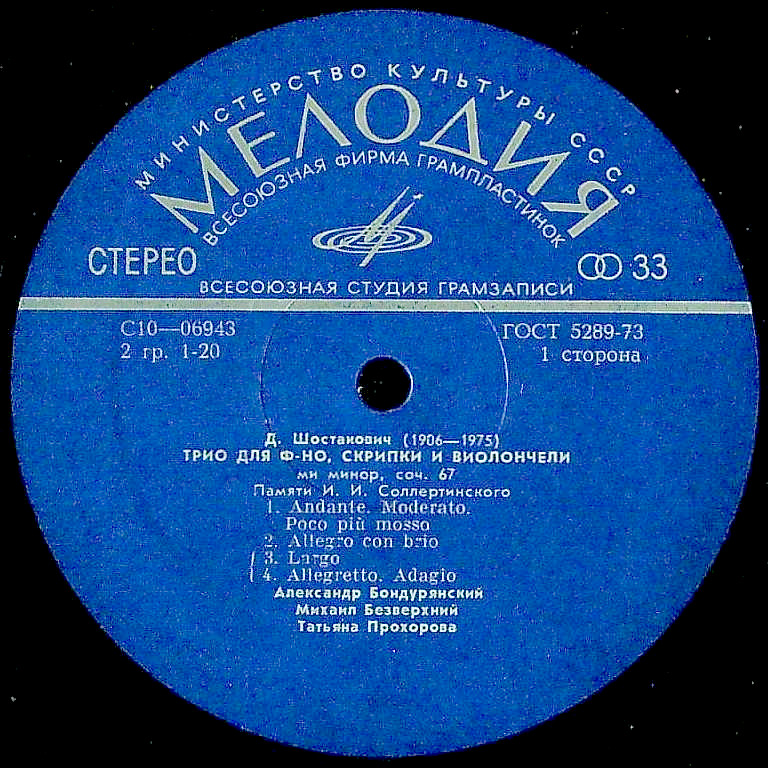 МИНИСТЕРСТВО КУЛЬТУРЫ СССР
МЕЛОДИЯ
ВСЕСОЮЗНАЯ ФИРМА ГРАМПЛАСТИНОК
СТЕРЕО
33
ВСЕСОЮЗНАЯ СТУДИЯ ГРАМЗАПИСИ
С10—06943
ГОСТ 5289-73
2 гр. 1-20
1 сторона
Д. Шостакович (1906—1975)
ТРИО ДЛЯ Ф-НО, СКРИПКИ И ВИОЛОНЧЕЛИ
ми минор, соч. 67
Памяти И. И. Соллертинского
1. Andante. Moderato.
Poco più mosso
2. Allegro con brio
3. Largo
4. Allegretto. Adagio
Александр Бондурянский
Михаил Безверхний
Татьяна Прохорова